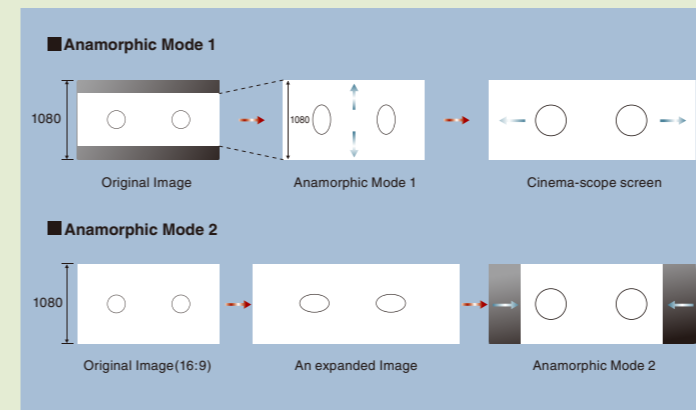 ■Anamorphic Mode 1
1080
1080
Original Image
Anamorphic Mode 1
Cinema-scope screen
■Anamorphic Mode 2
1080
Original Image(16:9)
An expanded Image
Anamorphic Mode 2